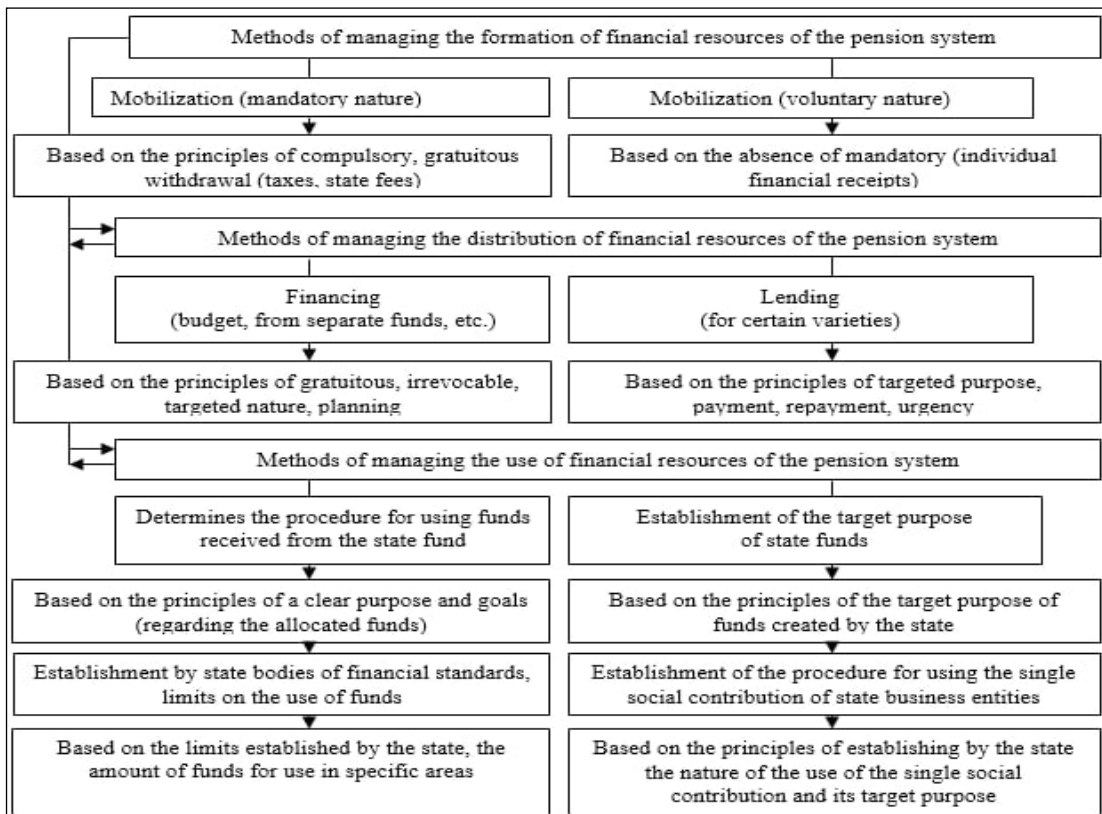 Methods of managing the formation of financial resources of the pension system
Mobilization (mandatory nature)
Mobilization (voluntary nature)
Based on the principles of compulsory, gratuitous
withdrawal (taxes, state fees)
Based on the absence of mandatory (individual
financial receipts)
Methods of managing the distribution of financial resources of the pension system
Financing
(budget, from separate funds, etc.)
Lending
(for certain varieties)
Based on the principles of gratuitous, irrevocable,
targeted nature, planning
Based on the principles of targeted purpose,
payment, repayment, urgency
Methods of managing the use of financial resources of the pension system
Determines the procedure for using funds
received from the state fund
Establishment of the target purpose
of state funds
Based on the principles of a clear purpose and goals
(regarding the allocated funds)
Based on the principles of the target purpose of
funds created by the state
Establishment by state bodies of financial standards,
limits on the use of funds
Establishment of the procedure for using the single
social contribution of state business entities
Based on the limits established by the state, the
amount of funds for use in specific areas
Based on the principles of establishing by the state
the nature of the use of the single social
contribution and its target purpose